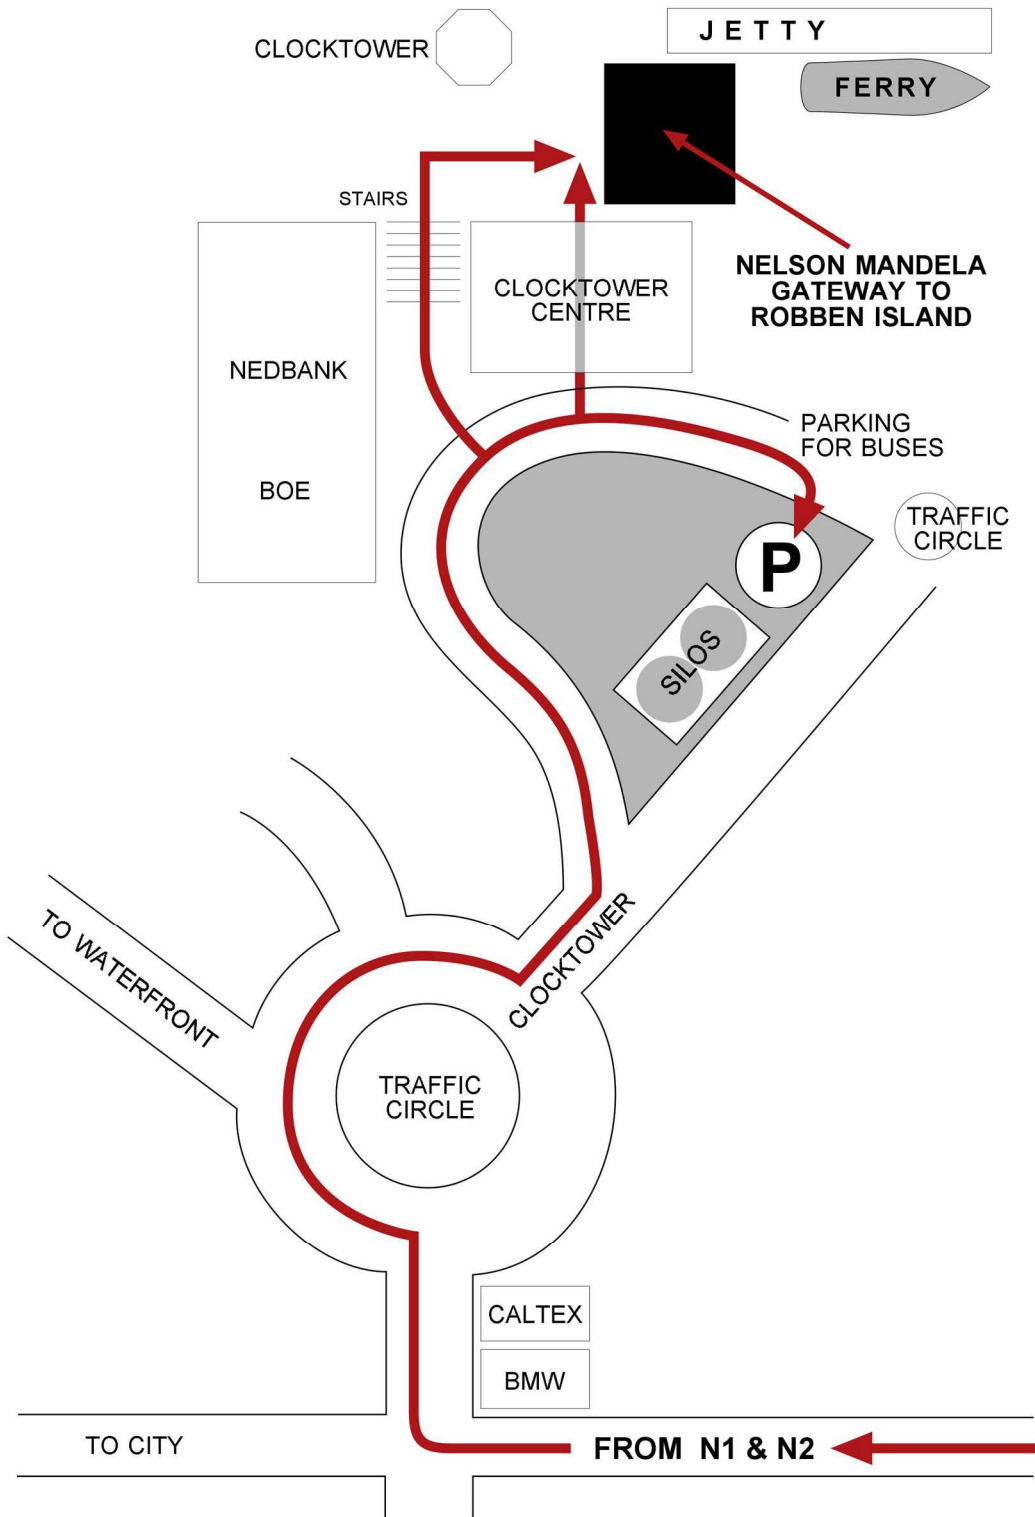 JETTY
CLOCKTOWER
FERRY
STAIRS
NELSON MANDELA
GATEWAY TO
ROBBEN ISLAND
CLOCKTOWER
CENTRE
NEDBANK
PARKING
FOR BUSES
BOE
TRAFFIC
CIRCLE
P
SILOS
TO WATERFRONT
CLOCKTOWER
TRAFFIC
CIRCLE
CALTEX
BMW
TO CITY
FROM N1 & N2